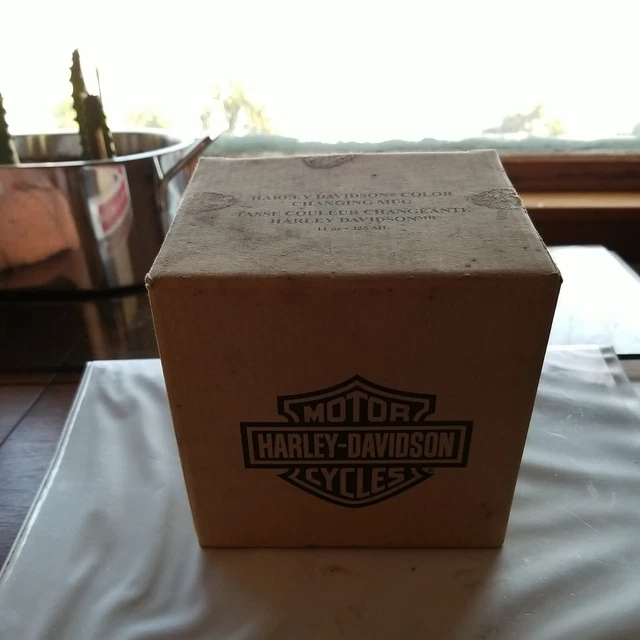 HARLEY DAVIDSON® COLOR
CHANGING MUG
TASSE COULEUR CHANGEANTE
HARLEY DAVIDSON
11 oz • 325 ML
MOTOR
HARLEY-DAVIDSON
CYCLES